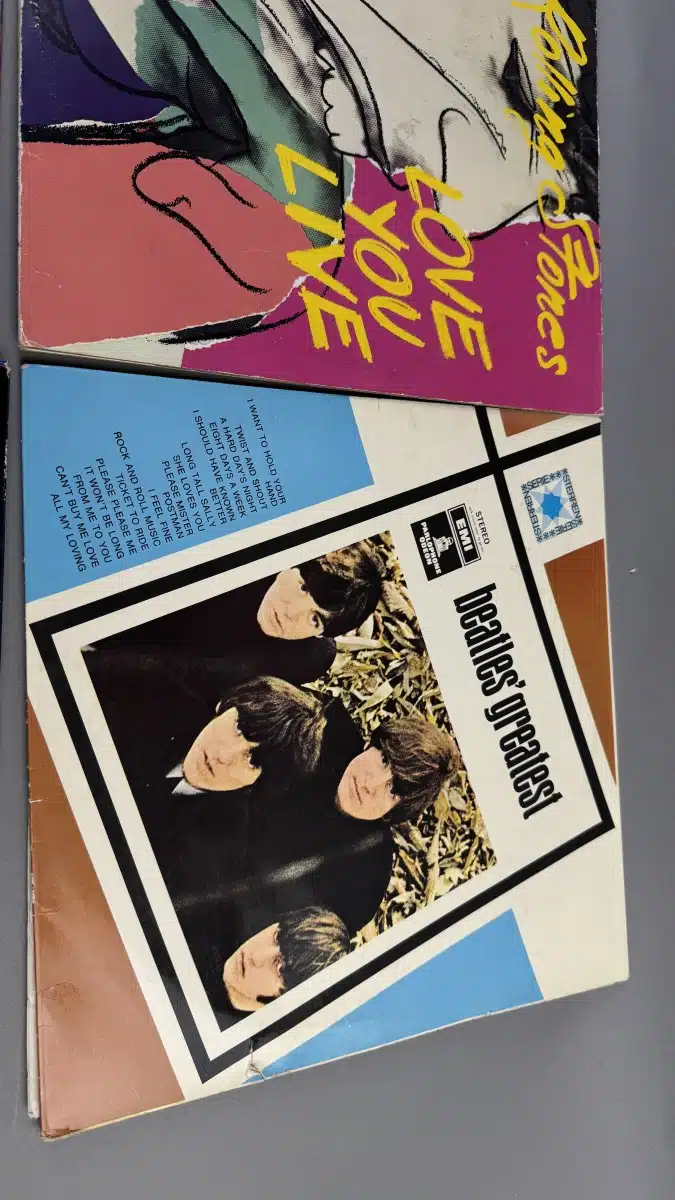 Rolling Stones
LOVE
YOU
LIVE
STERREN
SERIE
STEREO
EMI
PARLOPHONE
ODEON
beatles' greatest
I WANT TO HOLD YOUR
HAND
TWIST AND SHOUT
A HARD DAY'S NIGHT
EIGHT DAYS A WEEK
I SHOULD HAVE KNOWN
BETTER
LONG TALL SALLY
SHE LOVES YOU
PLEASE MISTER
POSTMAN
I FEEL FINE
ROCK AND ROLL MUSIC
TICKET TO RIDE
PLEASE PLEASE ME
IT WON'T BE LONG
FROM ME TO YOU
CAN'T BUY ME LOVE
ALL MY LOVING